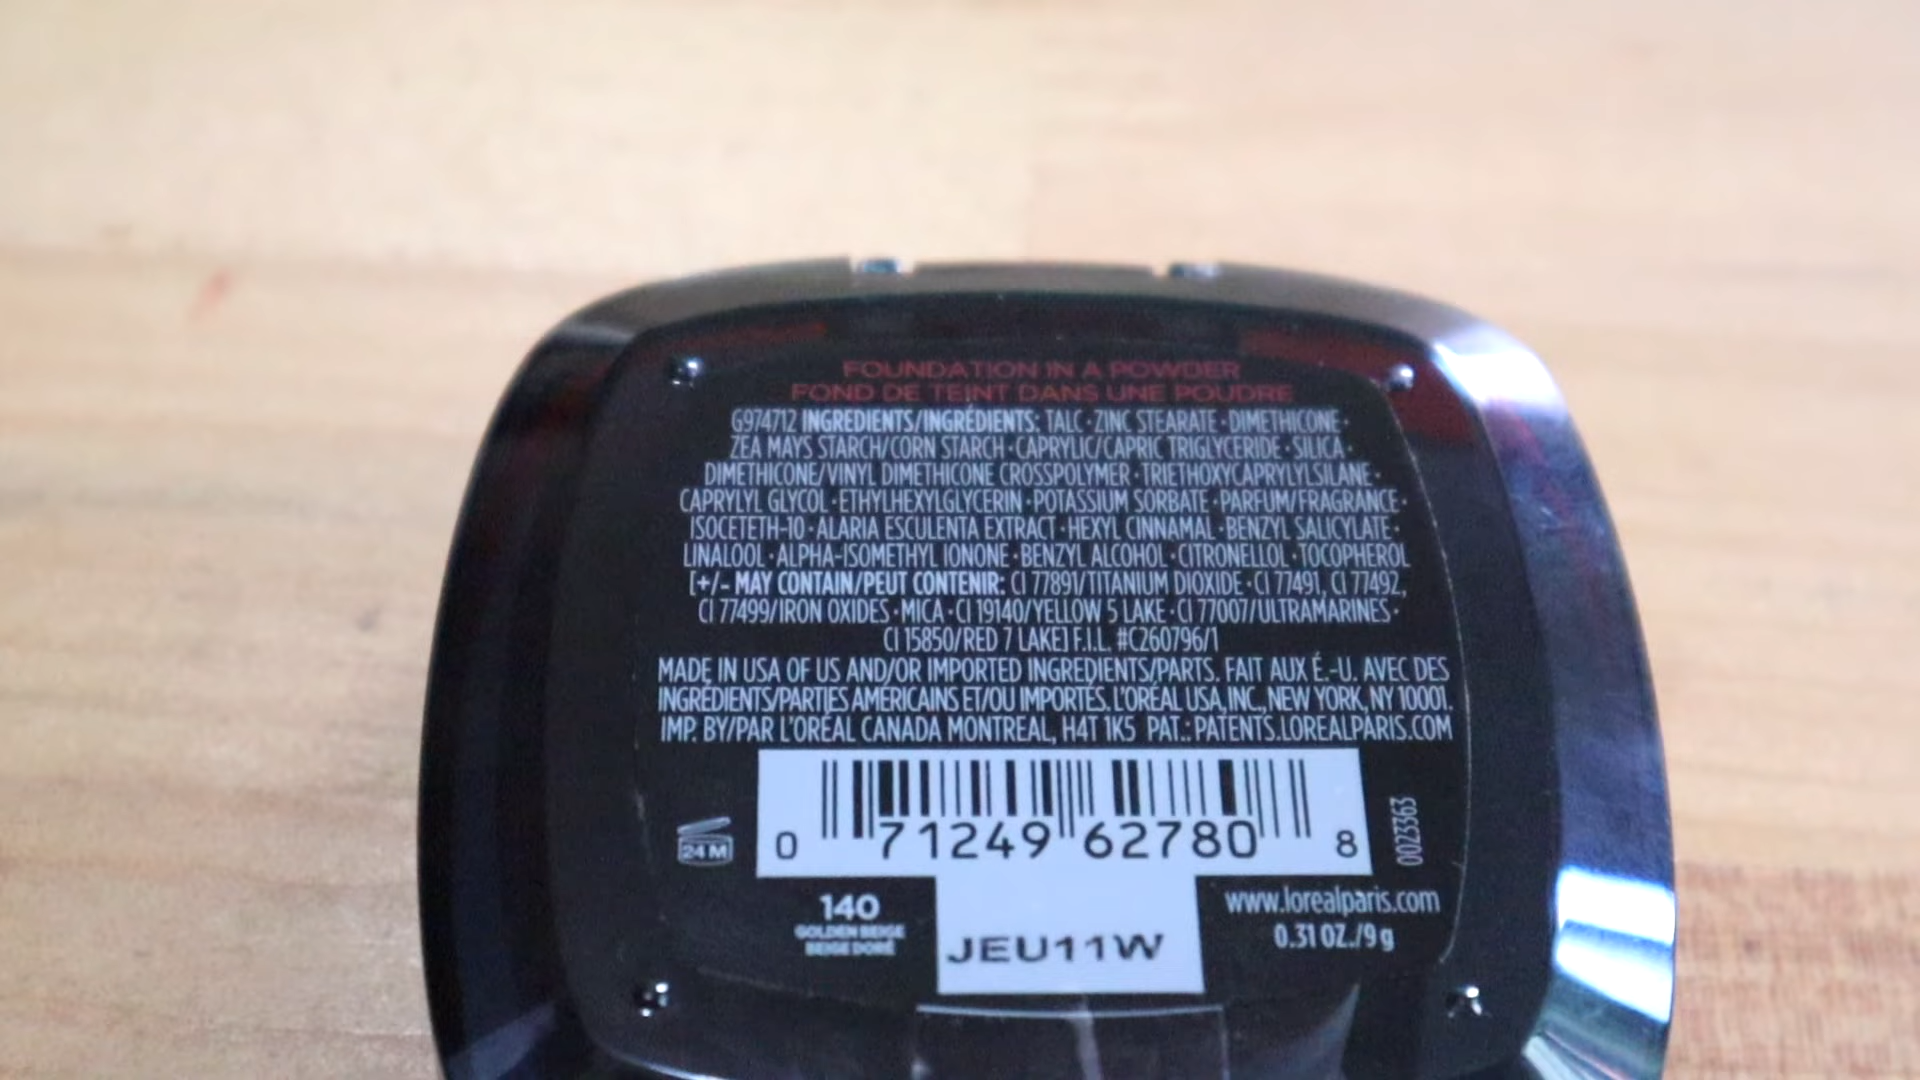 FOUNDATION IN A POWDER
FOND DE TEINT DANS UNE POUDRE
G974712 INGREDIENTS/INGRÉDIENTS: TALC · ZINC STEARATE · DIMETHICONE ·
ZEA MAYS STARCH/CORN STARCH · CAPRYLIC/CAPRIC TRIGLYCERIDE · SILICA ·
DIMETHICONE/VINYL DIMETHICONE CROSSPOLYMER · TRIETHOXYCAPRYLYLSILANE ·
CAPRYLYL GLYCOL · ETHYLHEXYLGLYCERIN · POTASSIUM SORBATE · PARFUM/FRAGRANCE ·
ISOCETETH-10 · ALARIA ESCULENTA EXTRACT · HEXYL CINNAMAL · BENZYL SALICYLATE ·
LINALOOL · ALPHA-ISOMETHYL IONONE · BENZYL ALCOHOL · CITRONELLOL · TOCOPHEROL
[+/- MAY CONTAIN/PEUT CONTENIR: CI 77891/TITANIUM DIOXIDE · CI 77491, CI 77492,
CI 77499/IRON OXIDES · MICA · CI 19140/YELLOW 5 LAKE · CI 77007/ULTRAMARINES ·
CI 15850/RED 7 LAKE] F.I.L. #C260796/1
MADE IN USA OF US AND/OR IMPORTED INGREDIENTS/PARTS. FAIT AUX É.-U. AVEC DES
INGRÉDIENTS/PARTIES AMERICAINS ET/OU IMPORTÉS. L'ORÉAL USA, INC., NEW YORK, NY 10001.
IMP. BY/PAR L'ORÉAL CANADA MONTREAL, H4T 1K5 PAT.: PATENTS.LOREALPARIS.COM
24 M
0 71249 62780 8
0023363
140
GOLDEN BEIGE
BEIGE DORÉ
JEU11W
www.lorealparis.com
0.31 OZ./9 g